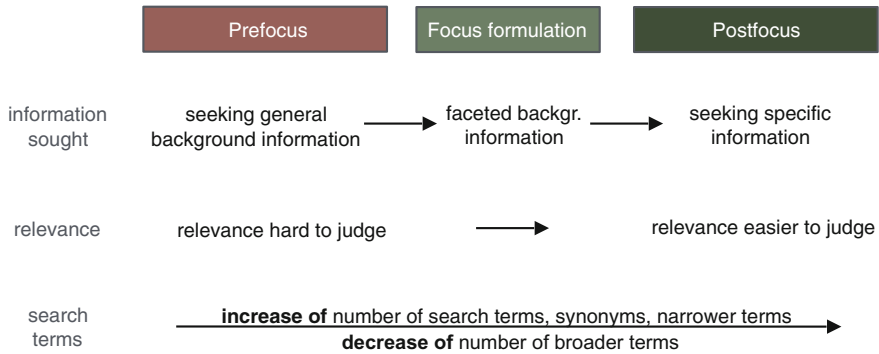 Prefocus
Focus formulation
Postfocus
information
sought
seeking general
background information
faceted backgr.
information
seeking specific
information
relevance
relevance hard to judge
relevance easier to judge
search
terms
increase of number of search terms, synonyms, narrower terms
decrease of number of broader terms